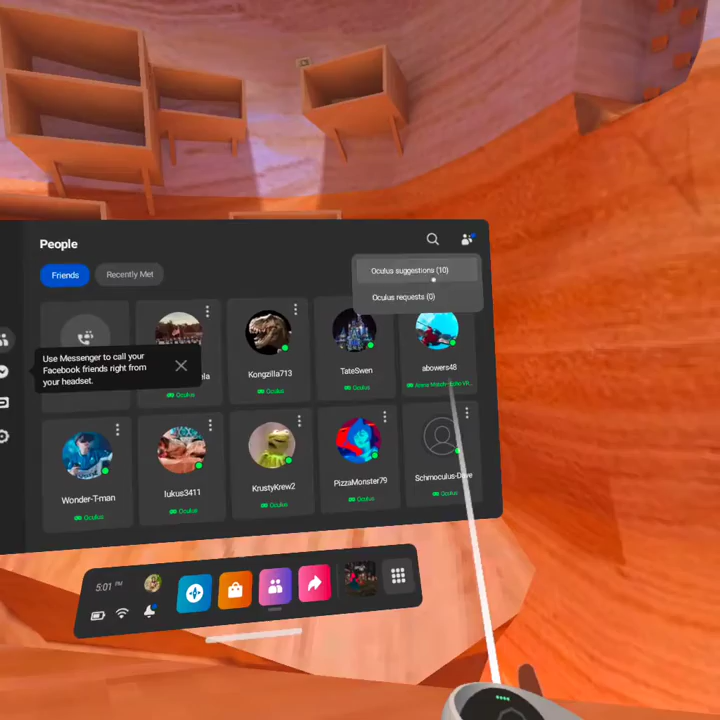 People
Friends
Recently Met
Oculus suggestions (10)
Oculus requests (0)
Use Messenger to call your
Facebook friends right from
your headset.
Oculus
Kongzilla713
Oculus
TateSwen
Oculus
abowers48
Wonder-T-man
Oculus
lukus3411
Oculus
KrustyKrew2
Oculus
PizzaMonster79
Oculus
Oculus
5:01 PM